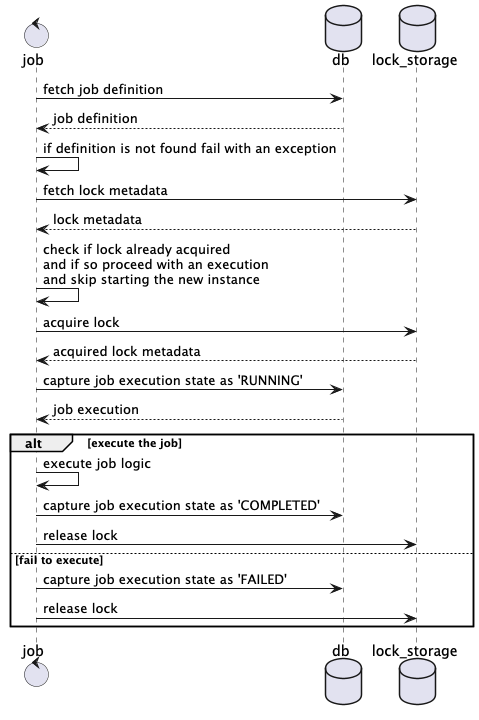 job
db
lock_storage
fetch job definition
job definition
if definition is not found fail with an exception
fetch lock metadata
lock metadata
check if lock already acquired
and if so proceed with an execution
and skip starting the new instance
acquire lock
acquired lock metadata
capture job execution state as 'RUNNING'
job execution
alt
[execute the job]
execute job logic
capture job execution state as 'COMPLETED'
release lock
[fail to execute]
capture job execution state as 'FAILED'
release lock
job
db
lock_storage